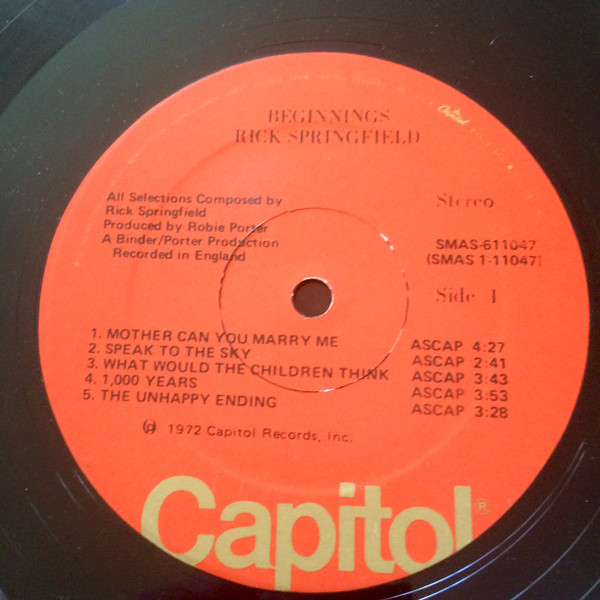 BEGINNINGS
RICK SPRINGFIELD
Capitol
All Selections Composed by
Rick Springfield
Produced by Robie Porter
A Binder/Porter Production
Recorded in England
Stereo
SMAS-611047
(SMAS 1-11047)
Side 1
1. MOTHER CAN YOU MARRY ME ASCAP 4:27
2. SPEAK TO THE SKY ASCAP 2:41
3. WHAT WOULD THE CHILDREN THINK ASCAP 3:43
4. 1,000 YEARS ASCAP 3:53
5. THE UNHAPPY ENDING ASCAP 3:28
℗ 1972 Capitol Records, Inc.
Capitol®